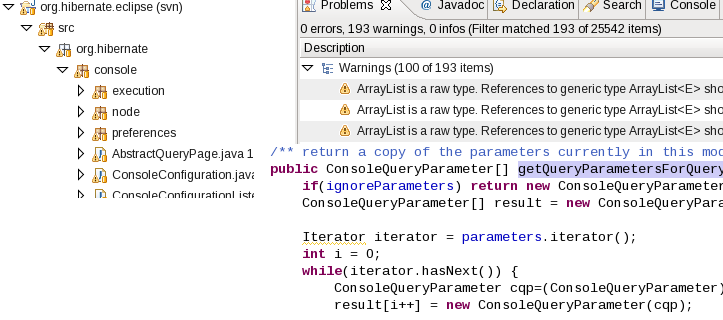 org.hibernate.eclipse (svn)
src
org.hibernate
console
execution
node
preferences
AbstractQueryPage.java 1
ConsoleConfiguration.java
ConsoleConfigurationListe
Problems @ Javadoc Declaration Search Console
0 errors, 193 warnings, 0 infos (Filter matched 193 of 25542 items)
Description
Warnings (100 of 193 items)
ArrayList is a raw type. References to generic type ArrayList<E> sho
ArrayList is a raw type. References to generic type ArrayList<E> sho
ArrayList is a raw type. References to generic type ArrayList<E> sho
/** return a copy of the parameters currently in this mod
public ConsoleQueryParameter[] getQueryParametersForQuery
if(ignoreParameters) return new ConsoleQueryParameter
ConsoleQueryParameter[] result = new ConsoleQueryPara
Iterator iterator = parameters.iterator();
int i = 0;
while(iterator.hasNext()) {
ConsoleQueryParameter cqp=(ConsoleQueryParameter)
result[i++] = new ConsoleQueryParameter(cqp);